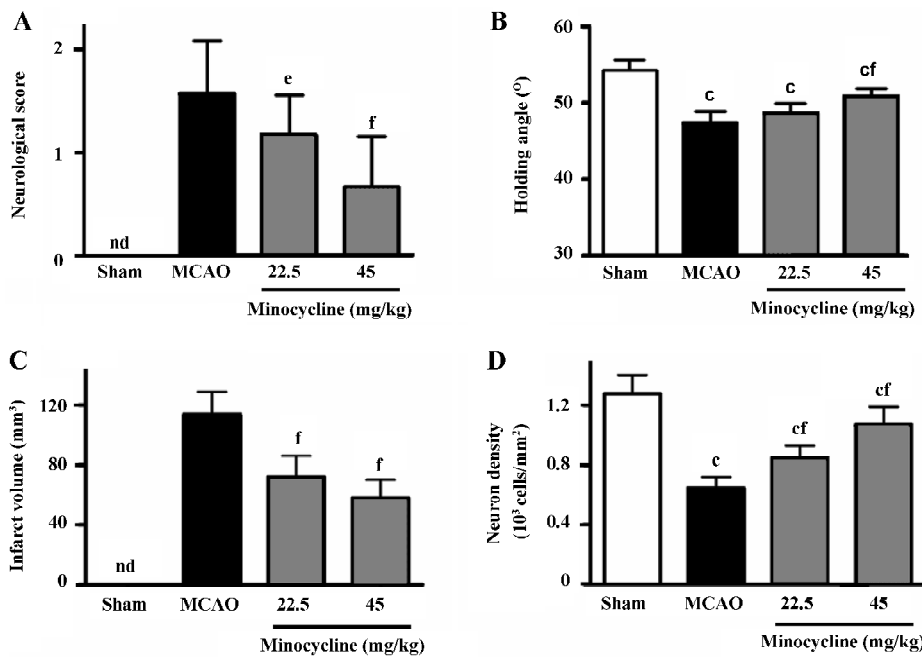 A
Neurological score
2
1
0
nd
e
f
Sham
MCAO
22.5
45
Minocycline (mg/kg)
B
Holding angle (°)
60
50
40
30
c
c
cf
Sham
MCAO
22.5
45
Minocycline (mg/kg)
C
Infarct volume (mm³)
120
80
40
0
nd
f
f
Sham
MCAO
22.5
45
Minocycline (mg/kg)
D
Neuron density
(10³ cells/mm²)
1.2
0.8
0.4
0
c
cf
cf
Sham
MCAO
22.5
45
Minocycline (mg/kg)